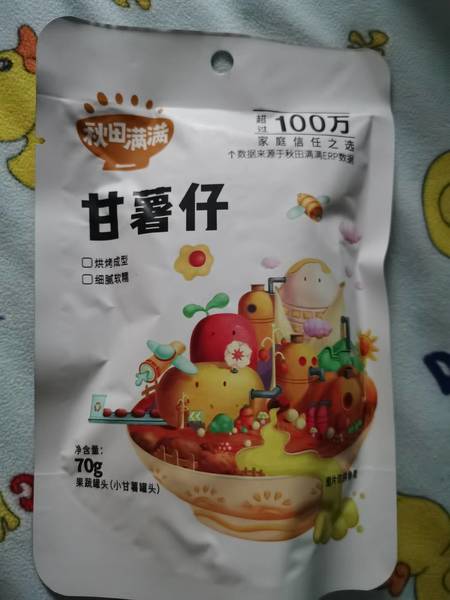 秋田满满
超过100万
家庭信任之选
个数据来源于秋田满满ERP数据
甘薯仔
烘烤成型
细腻软糯
净含量:
70g
果蔬罐头(小甘薯罐头)